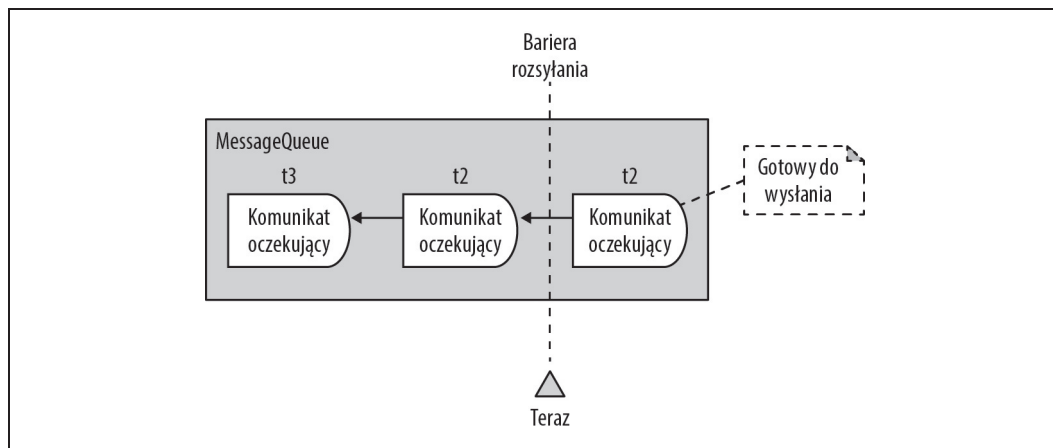 Bariera
rozsyłania
MessageQueue
t3
t2
t2
Komunikat
oczekujący
Komunikat
oczekujący
Komunikat
oczekujący
Gotowy do
wysłania
Teraz